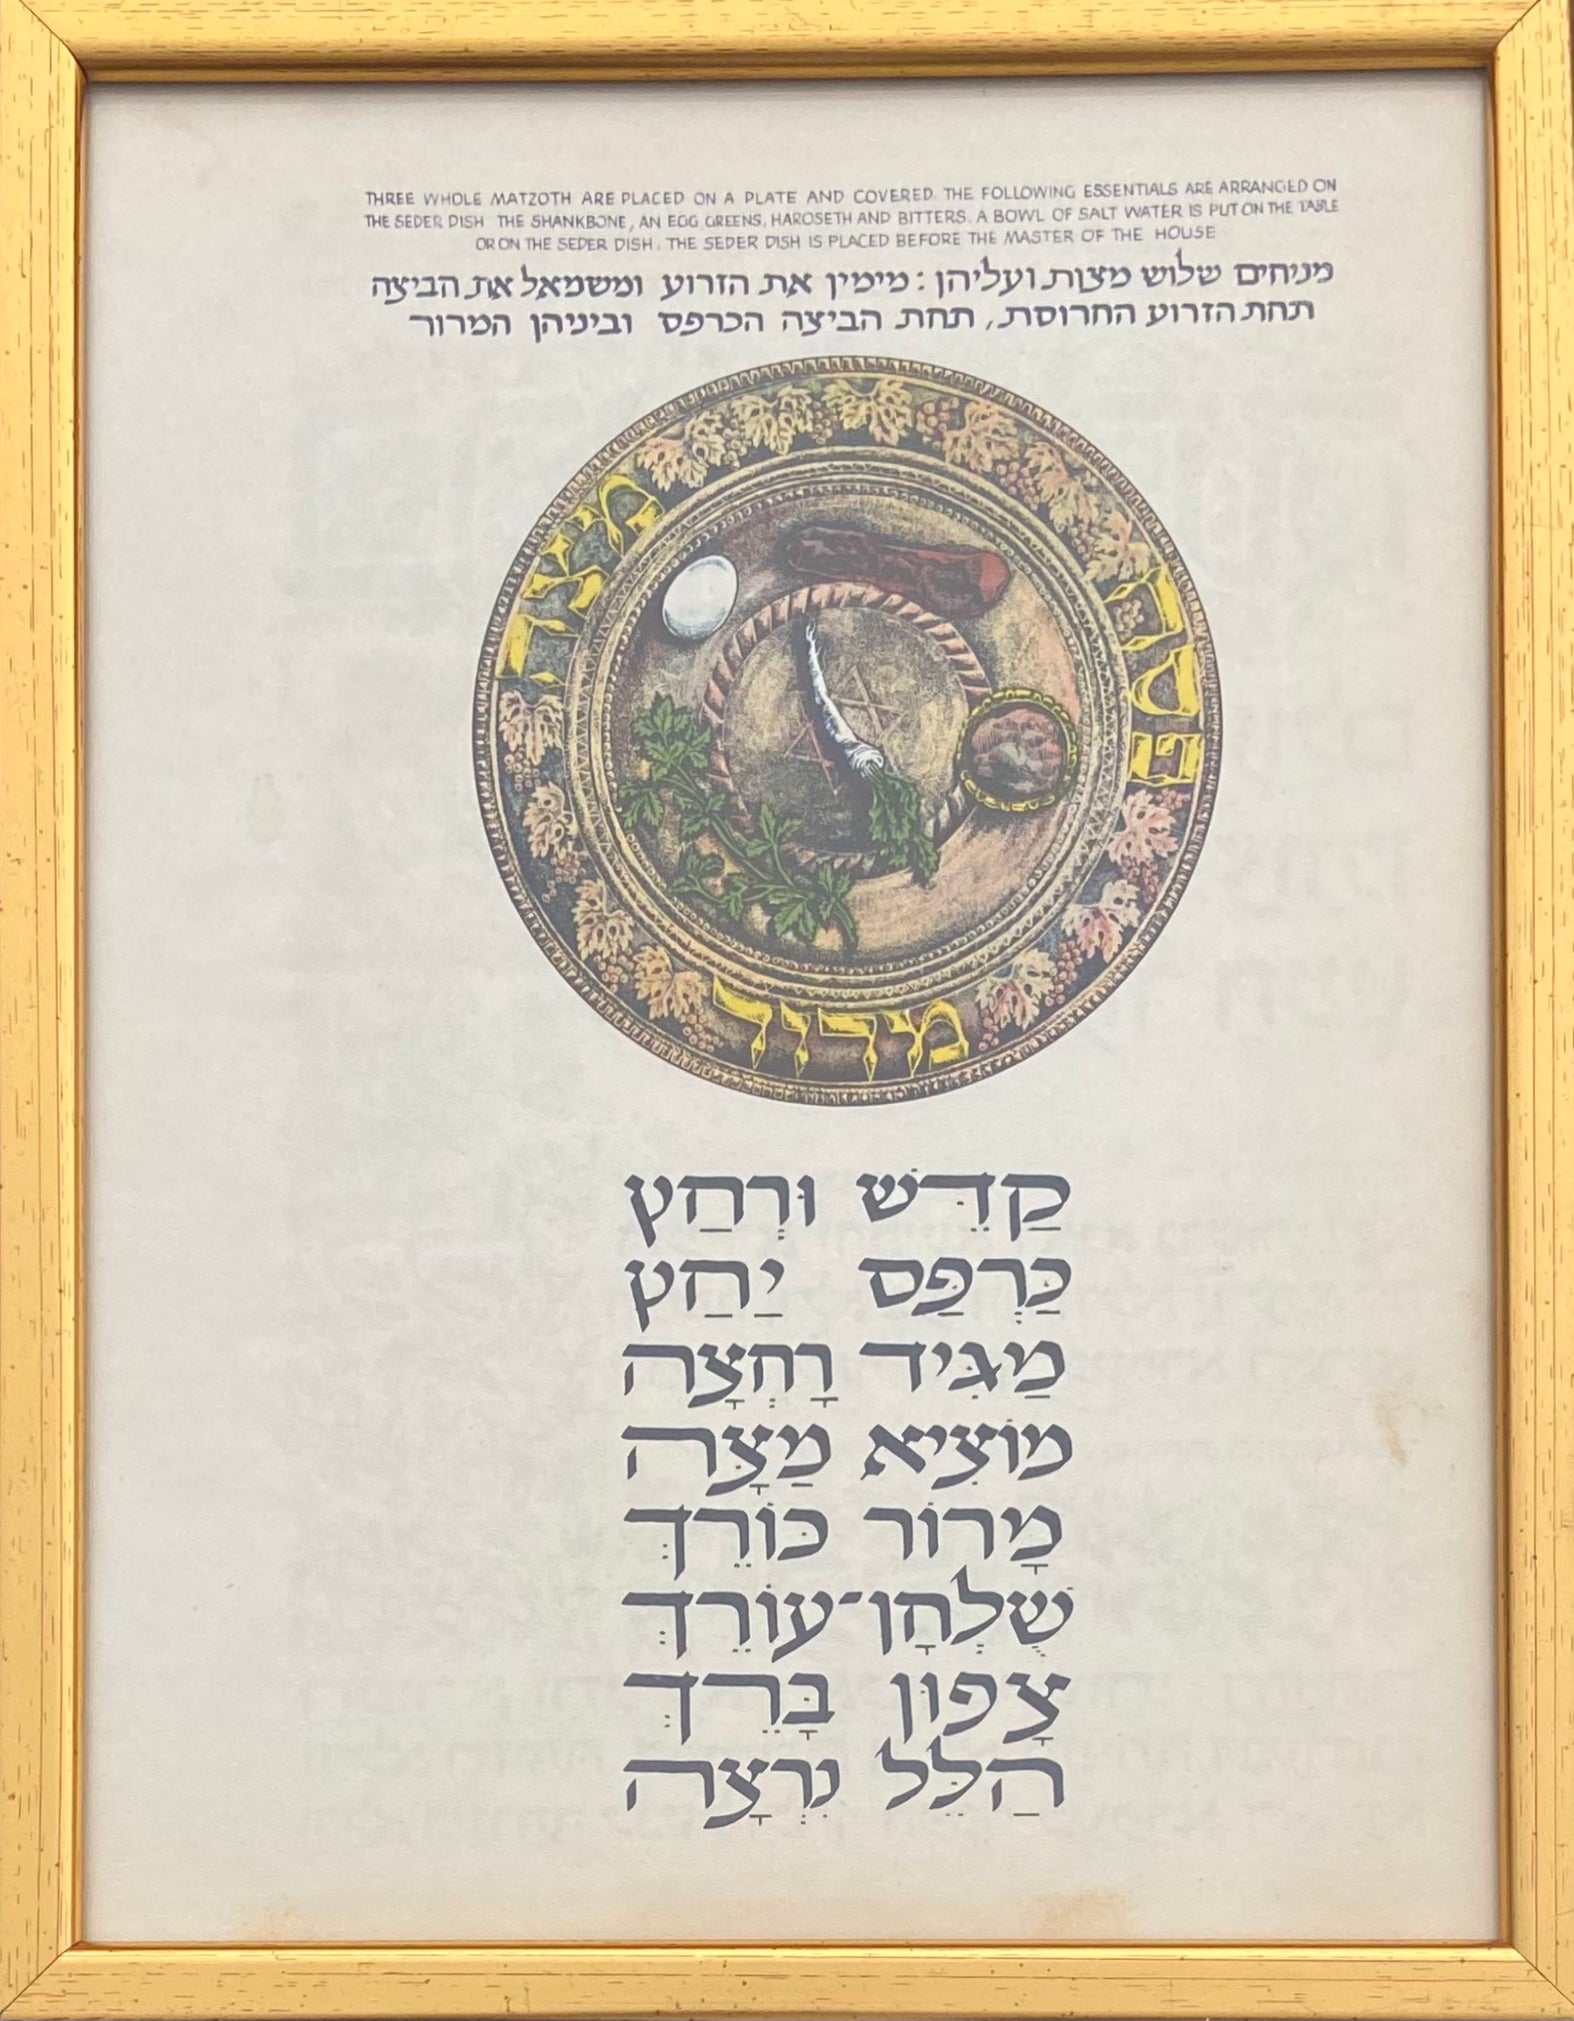 THREE WHOLE MATZOTH ARE PLACED ON A PLATE AND COVERED. THE FOLLOWING ESSENTIALS ARE ARRANGED ON
THE SEDER DISH THE SHANKBONE, AN EGG, GREENS, HAROSETH AND BITTERS. A BOWL OF SALT WATER IS PUT ON THE TABLE
OR ON THE SEDER DISH. THE SEDER DISH IS PLACED BEFORE THE MASTER OF THE HOUSE
מניחים שלוש מצות ועליהן: מימין את הזרוע ומשמאל את הביצה
תחת הזרוע החרוסת, תחת הביצה הכרפס וביניהן המרור
מצה
פסח
מרור
קַדֵּשׁ וּרְחַץ
כַּרְפַּס יַחַץ
מַגִּיד רָחְצָה
מוֹצִיא מַצָּה
מָרוֹר כּוֹרֵךְ
שֻׁלְחָן־עוֹרֵךְ
צָפוּן בָּרֵךְ
הַלֵּל נִרְצָה